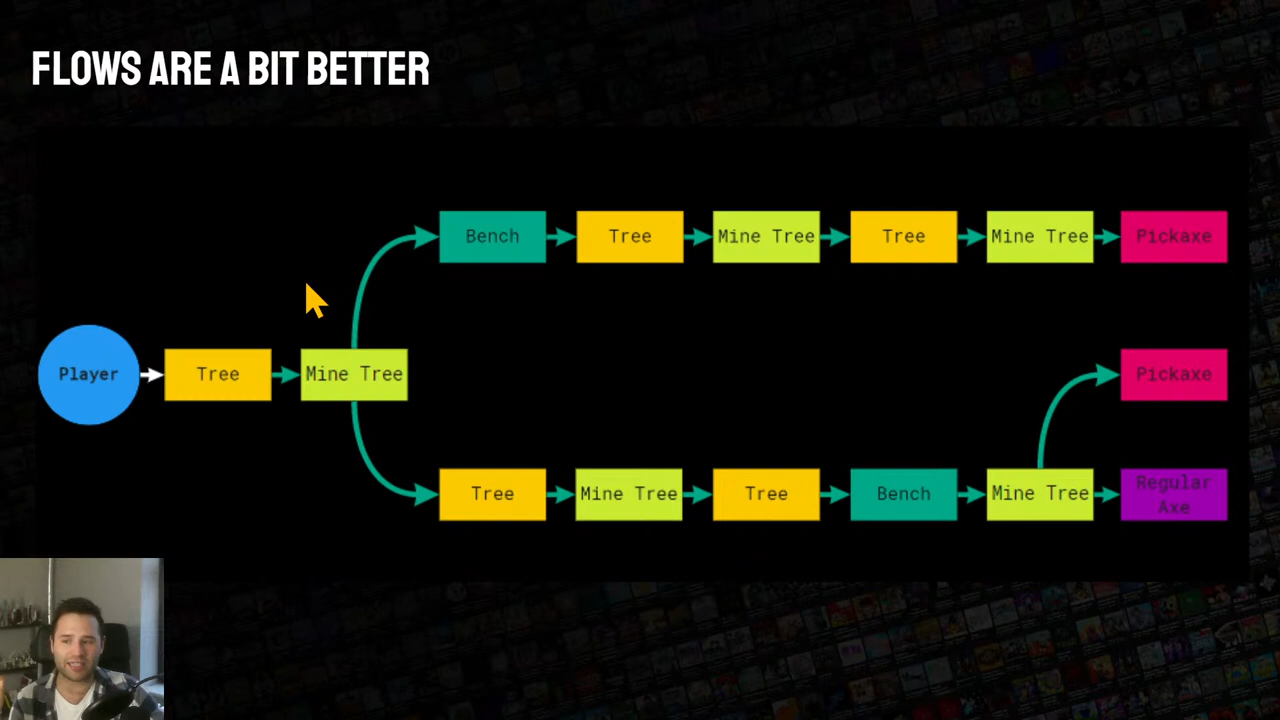 FLOWS ARE A BIT BETTER
Bench
Tree
Mine Tree
Tree
Mine Tree
Pickaxe
Player
Tree
Mine Tree
Pickaxe
Tree
Mine Tree
Tree
Bench
Mine Tree
Regular
Axe